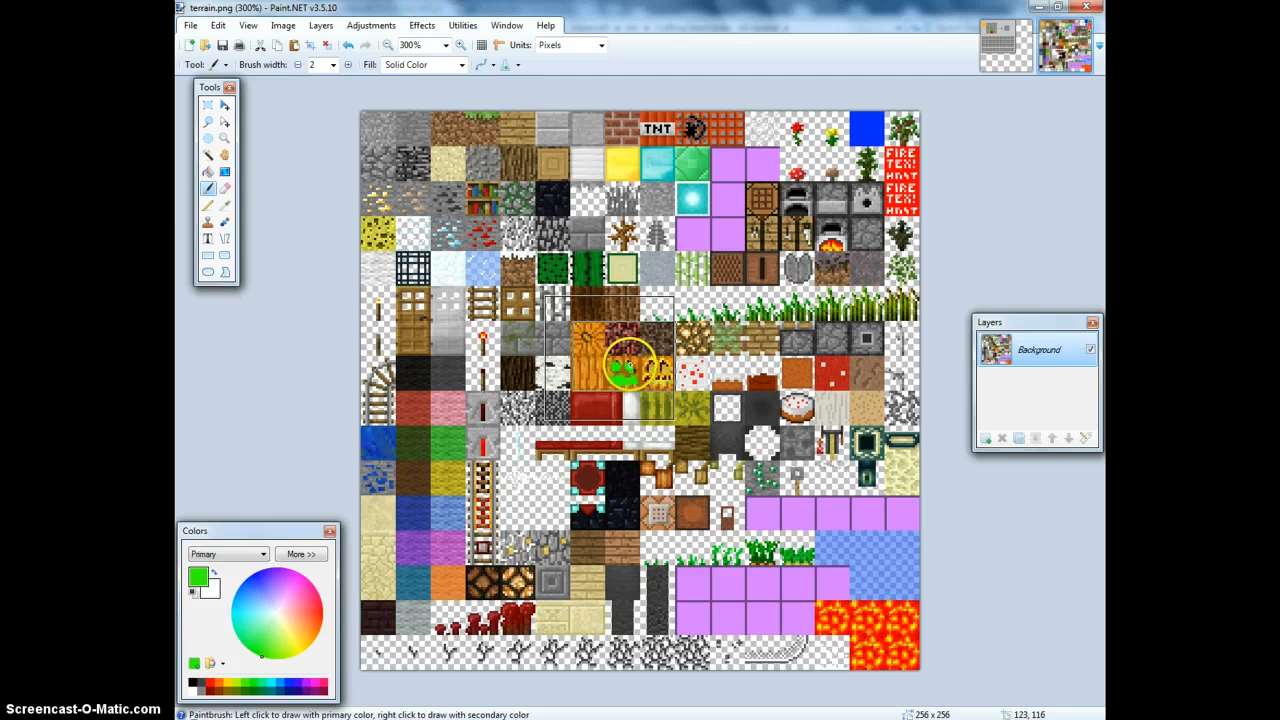 terrain.png (300%) - Paint.NET v3.5.10
File Edit View Image Layers Adjustments Effects Utilities Window Help
300% Units: Pixels
Tool: Brush width: 2 Fill: Solid Color
Tools
TNT
FIRE
TEX!
HNST
FIRE
TEX!
HNST
Layers
Background
Colors
Primary More >>
Paintbrush: Left click to draw with primary color, right click to draw with secondary color 256 x 256 123, 116
Screencast-O-Matic.com